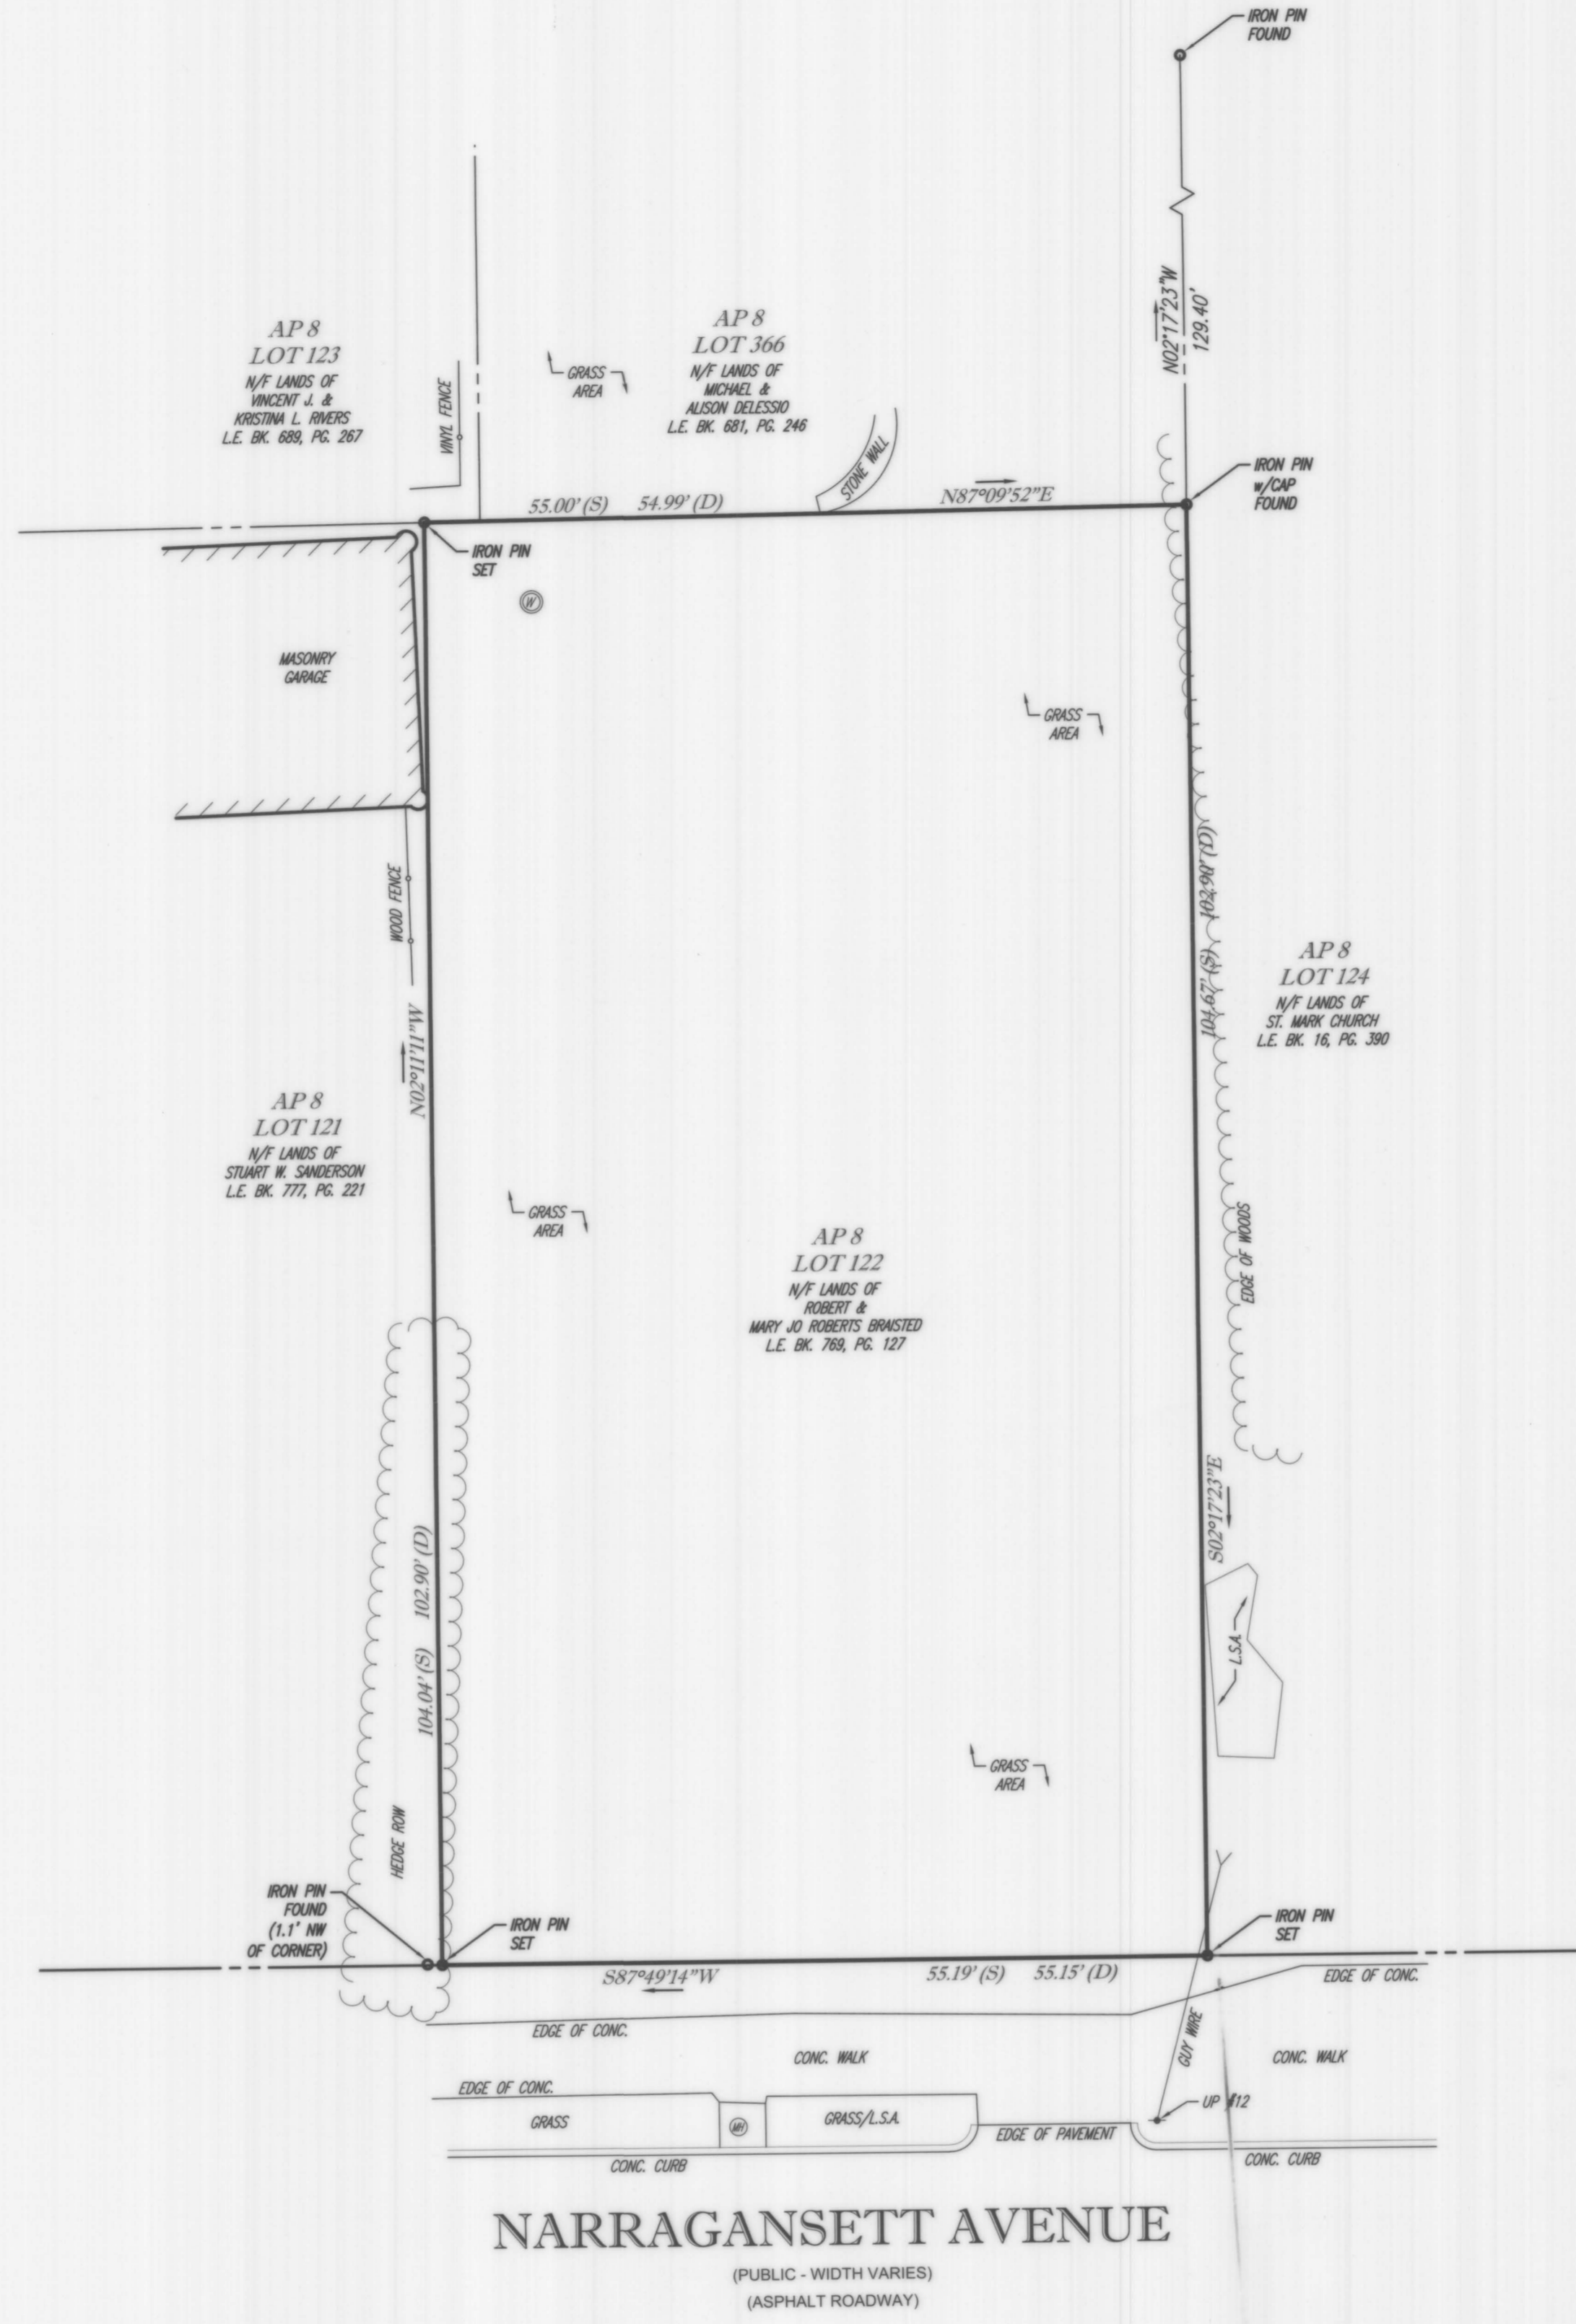 IRON PIN
FOUND
N02°17'23"W
129.40'
AP 8
LOT 123
N/F LANDS OF
VINCENT J. &
KRISTINA L. RIVERS
L.E. BK. 689, PG. 267
VINYL FENCE
GRASS
AREA
AP 8
LOT 366
N/F LANDS OF
MICHAEL &
ALISON DELESSIO
L.E. BK. 681, PG. 246
STONE WALL
IRON PIN
w/CAP
FOUND
55.00' (S) 54.99' (D)
N87°09'52"E
IRON PIN
SET
W
MASONRY
GARAGE
GRASS
AREA
WOOD FENCE
102.90' (D)
104.67' (S)
AP 8
LOT 124
N/F LANDS OF
ST. MARK CHURCH
L.E. BK. 16, PG. 390
N02°11'11"W
AP 8
LOT 121
N/F LANDS OF
STUART W. SANDERSON
L.E. BK. 777, PG. 221
GRASS
AREA
AP 8
LOT 122
N/F LANDS OF
ROBERT &
MARY JO ROBERTS BRAISTED
L.E. BK. 769, PG. 127
EDGE OF WOODS
S02°17'23"E
104.04' (S) 102.90' (D)
L.S.A.
GRASS
AREA
HEDGE ROW
IRON PIN
FOUND
(1.1' NW
OF CORNER)
IRON PIN
SET
IRON PIN
SET
S87°49'14"W
55.19' (S) 55.15' (D)
EDGE OF CONC.
EDGE OF CONC.
GUY WIRE
CONC. WALK
CONC. WALK
EDGE OF CONC.
UP #12
GRASS
MH
GRASS/L.S.A.
EDGE OF PAVEMENT
CONC. CURB
CONC. CURB
NARRAGANSETT AVENUE
(PUBLIC - WIDTH VARIES)
(ASPHALT ROADWAY)